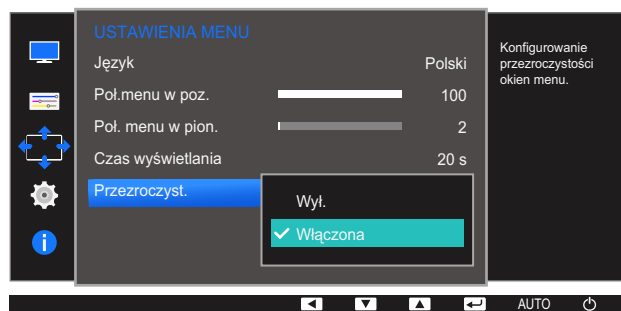 USTAWIENIA MENU
Język Polski
Poł.menu w poz. 100
Poł. menu w pion. 2
Czas wyświetlania 20 s
Przezroczyst.
Wył.
Włączona
Konfigurowanie
przezroczystości
okien menu.
AUTO